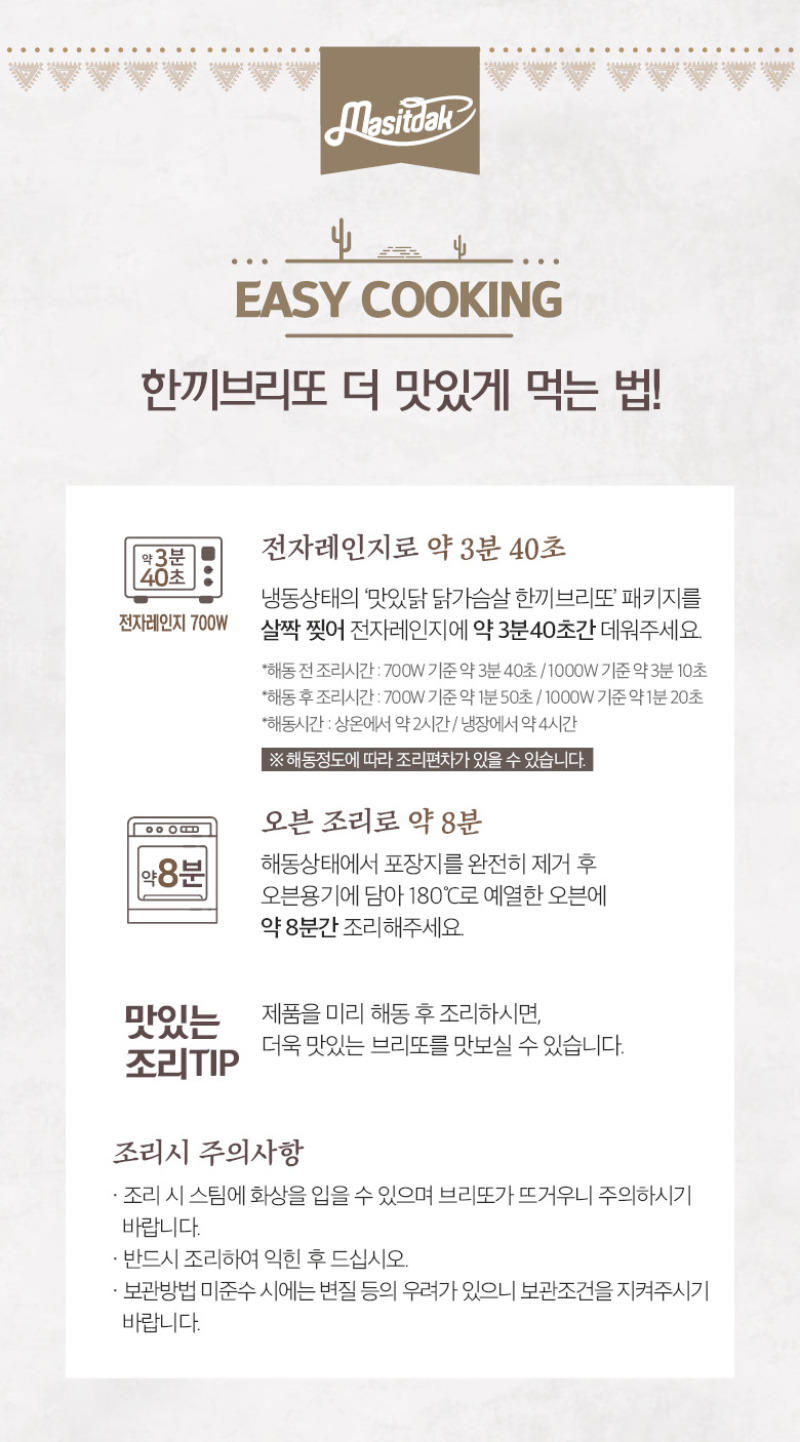 Masitdak
EASY COOKING
한끼브리또 더 맛있게 먹는 법!
약 3분
40초
전자레인지 700W
전자레인지로 약 3분 40초
냉동상태의 '맛있닭 닭가슴살 한끼브리또' 패키지를
살짝 찢어 전자레인지에 약 3분40초간 데워주세요.
*해동 전 조리시간 : 700W 기준 약 3분 40초 / 1000W 기준 약 3분 10초
*해동 후 조리시간 : 700W 기준 약 1분 50초 / 1000W 기준 약 1분 20초
*해동시간 : 상온에서 약 2시간 / 냉장에서 약 4시간
※ 해동정도에 따라 조리편차가 있을 수 있습니다.
약8분
오븐 조리로 약 8분
해동상태에서 포장지를 완전히 제거 후
오븐용기에 담아 180℃로 예열한 오븐에
약 8분간 조리해주세요.
맛있는
조리TIP
제품을 미리 해동 후 조리하시면,
더욱 맛있는 브리또를 맛보실 수 있습니다.
조리시 주의사항
· 조리 시 스팀에 화상을 입을 수 있으며 브리또가 뜨거우니 주의하시기
바랍니다.
· 반드시 조리하여 익힌 후 드십시오.
· 보관방법 미준수 시에는 변질 등의 우려가 있으니 보관조건을 지켜주시기
바랍니다.